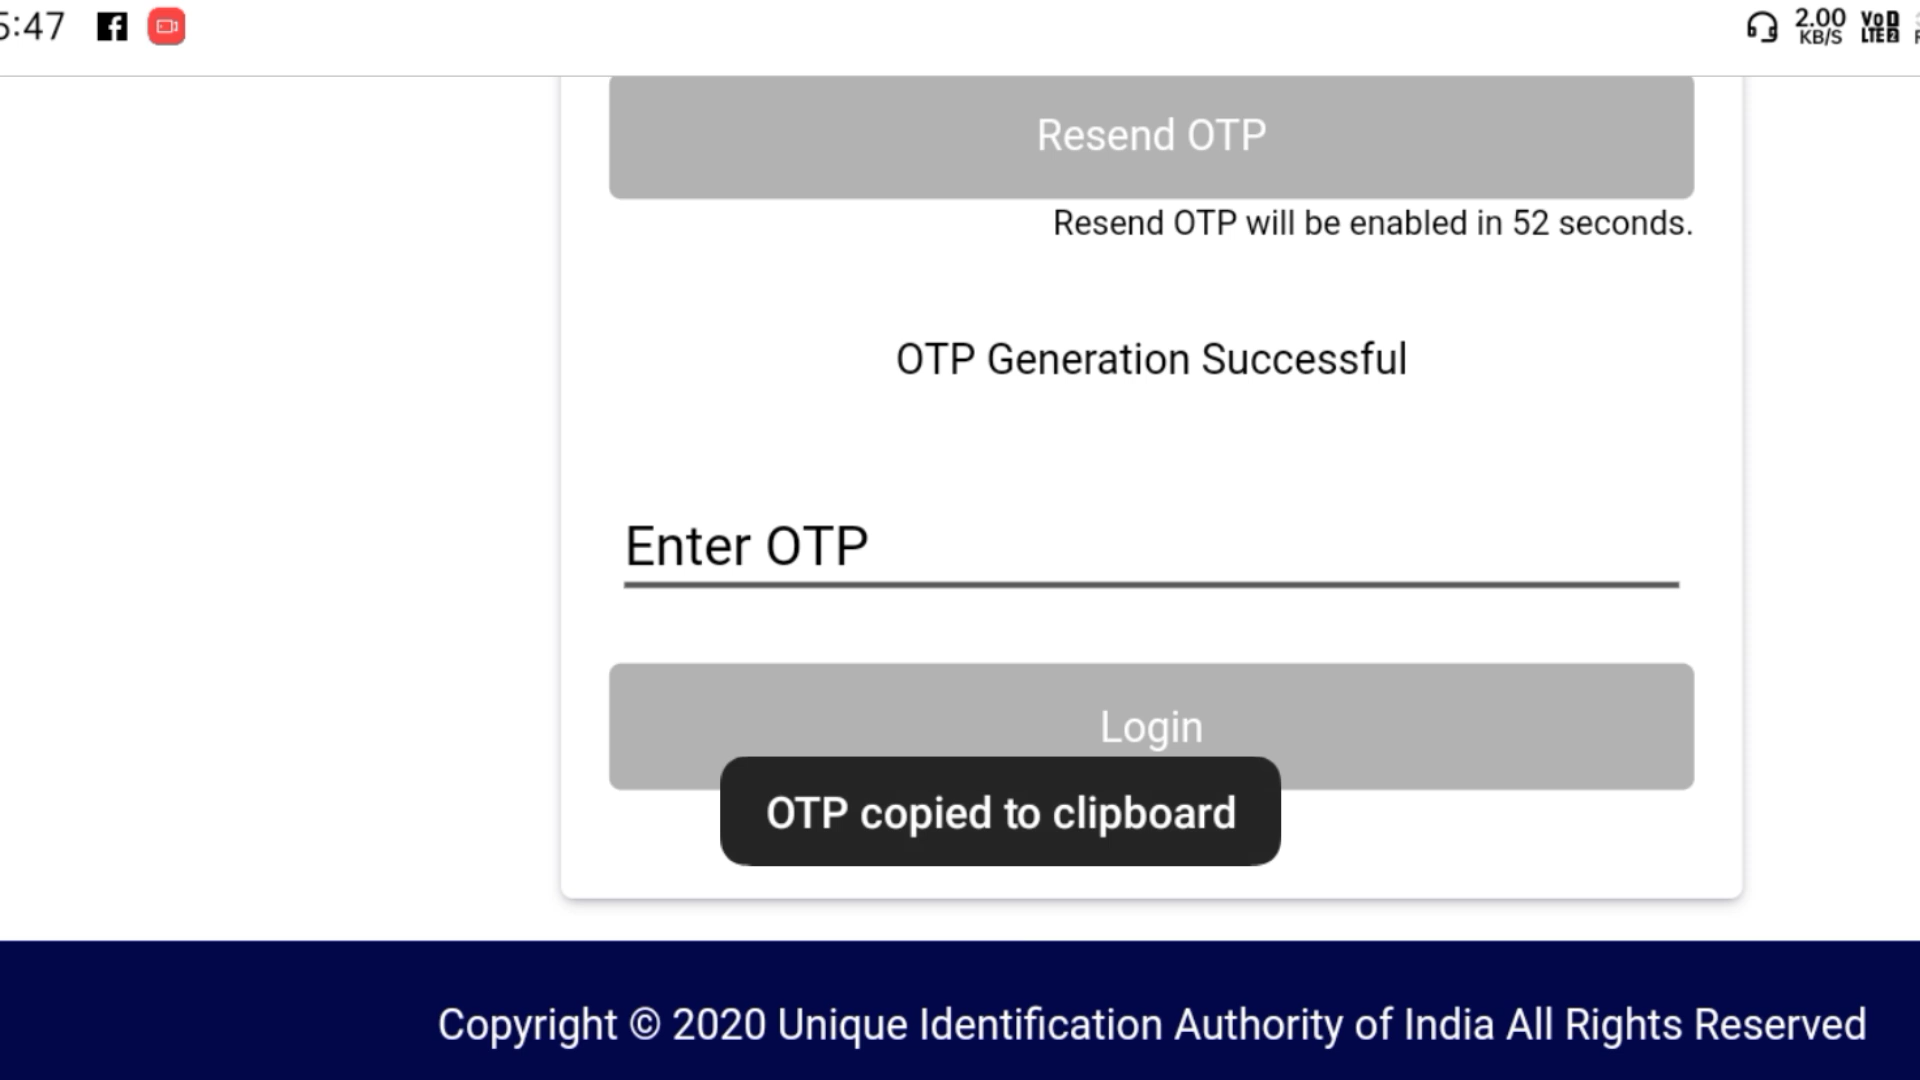 5:47 2.00 KB/S VoD LTE2
Resend OTP
Resend OTP will be enabled in 52 seconds.
OTP Generation Successful
Enter OTP
Login
OTP copied to clipboard
Copyright © 2020 Unique Identification Authority of India All Rights Reserved